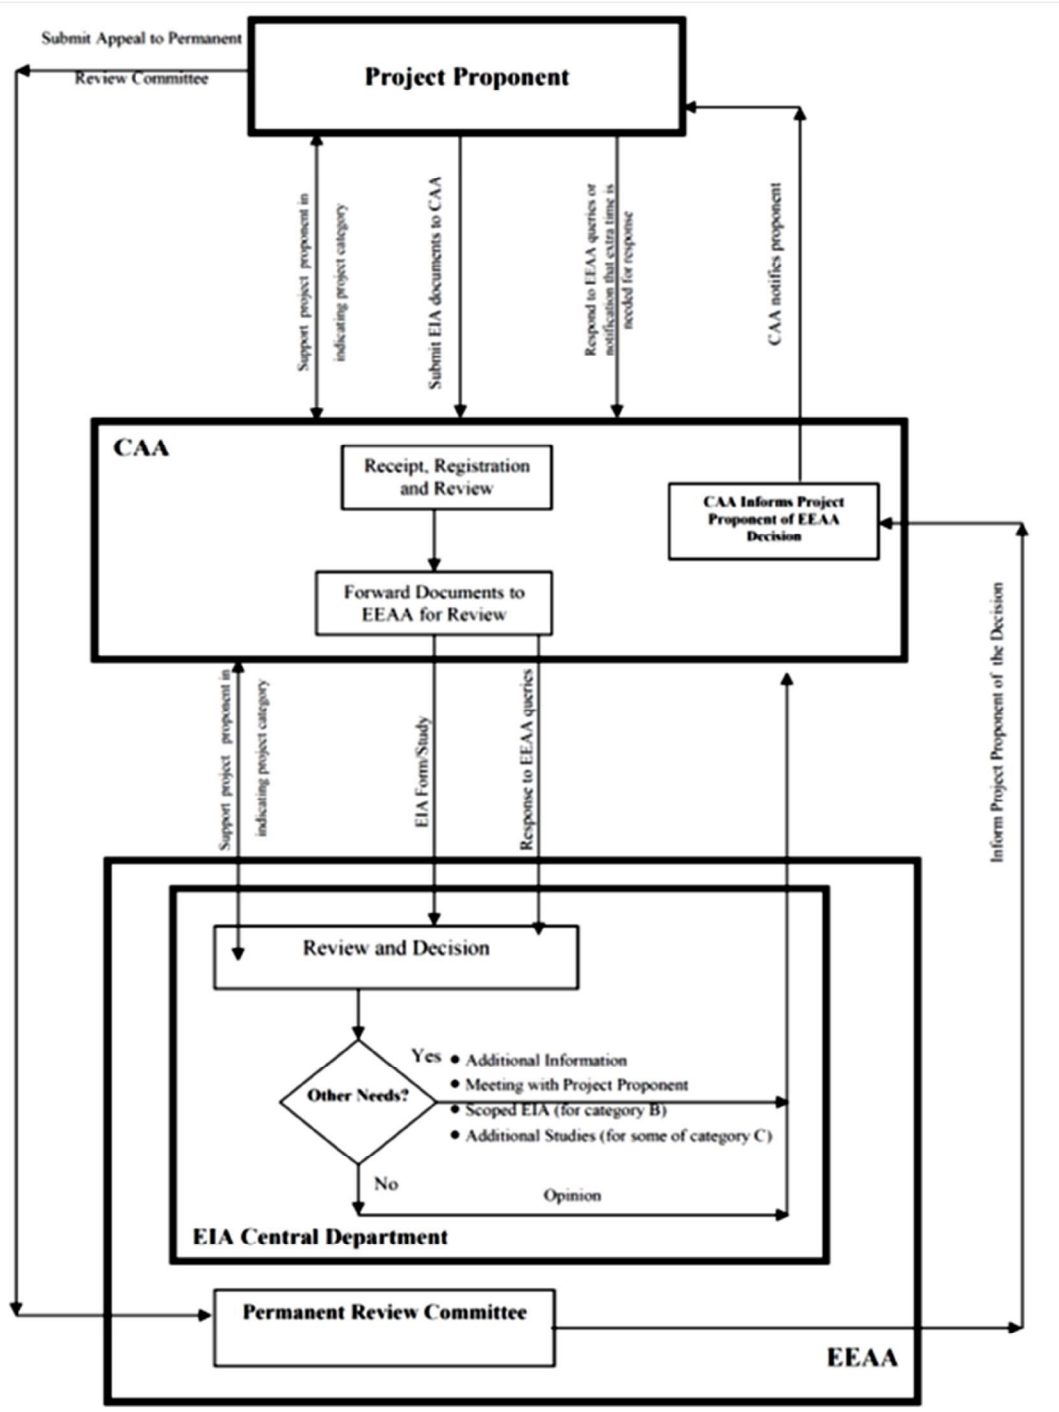 Submit Appeal to Permanent
Review Committee
Project Proponent
Support project proponent in
indicating project category
Submit EIA documents to CAA
Respond to EEAA queries or
notification that extra time is
needed for response
CAA notifies proponent
CAA
Receipt, Registration
and Review
CAA Informs Project
Proponent of EEAA
Decision
Forward Documents to
EEAA for Review
Support project proponent in
indicating project category
EIA Form/Study
Response to EEAA queries
Inform Project Proponent of the Decision
Review and Decision
Other Needs?
Yes
• Additional Information
• Meeting with Project Proponent
• Scoped EIA (for category B)
• Additional Studies (for some of category C)
No
Opinion
EIA Central Department
Permanent Review Committee
EEAA